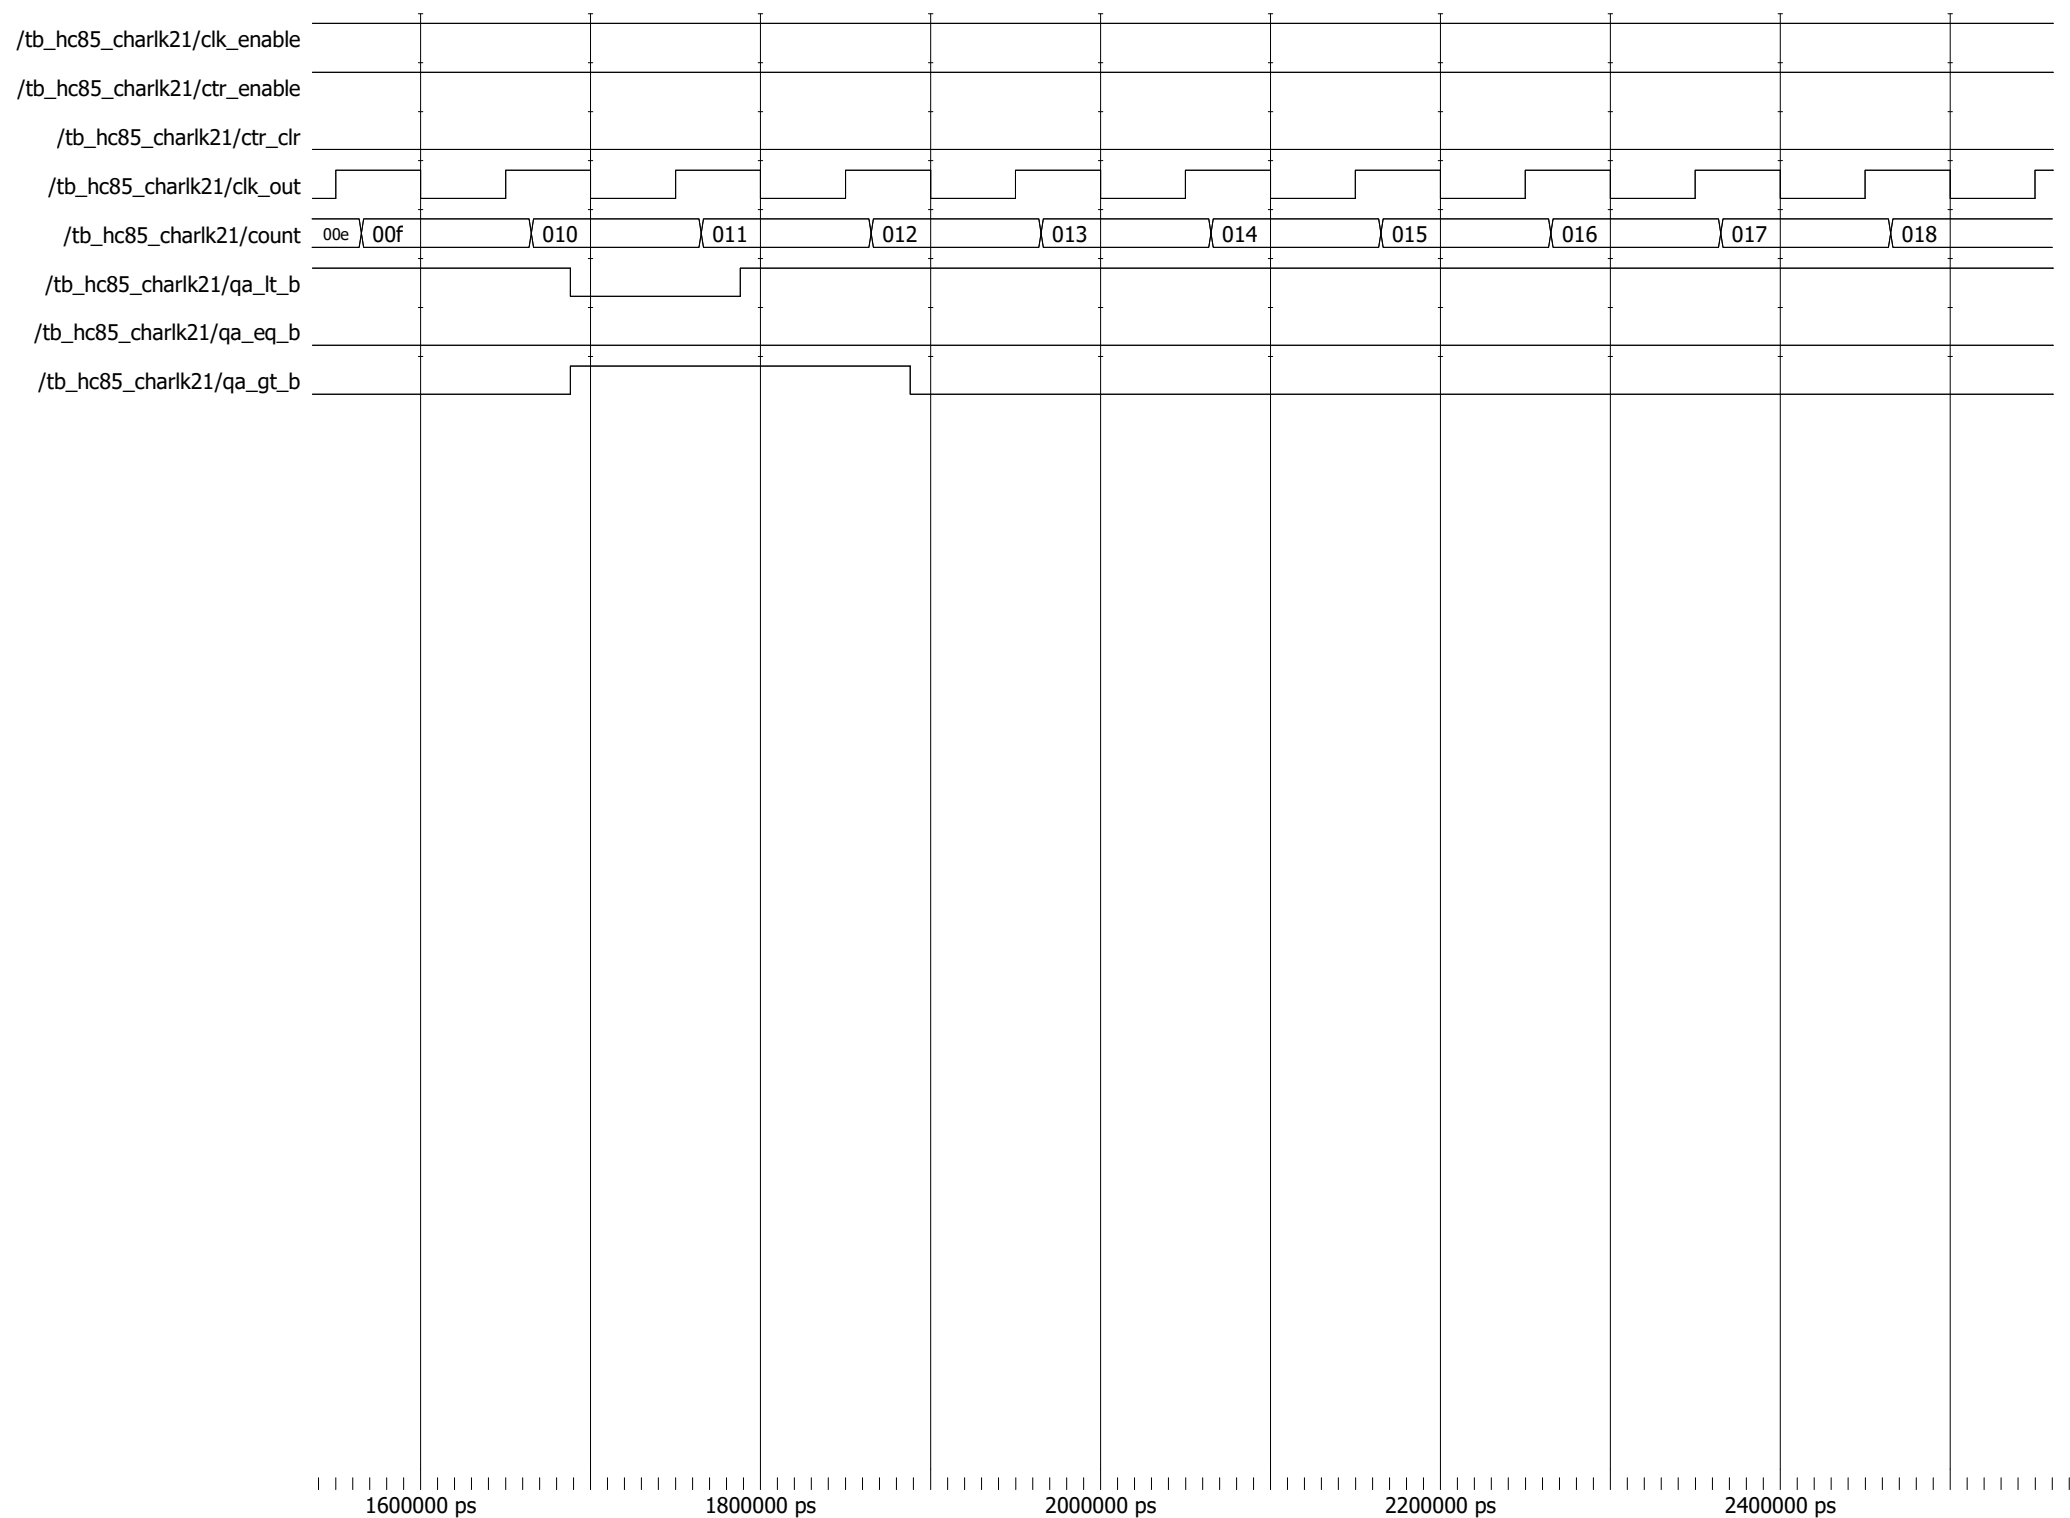 /tb_hc85_charlk21/clk_enable
/tb_hc85_charlk21/ctr_enable
/tb_hc85_charlk21/ctr_clr
/tb_hc85_charlk21/clk_out
/tb_hc85_charlk21/count 00e 00f 010 011 012 013 014 015 016 017 018
/tb_hc85_charlk21/qa_lt_b
/tb_hc85_charlk21/qa_eq_b
/tb_hc85_charlk21/qa_gt_b
1600000 ps 1800000 ps 2000000 ps 2200000 ps 2400000 ps